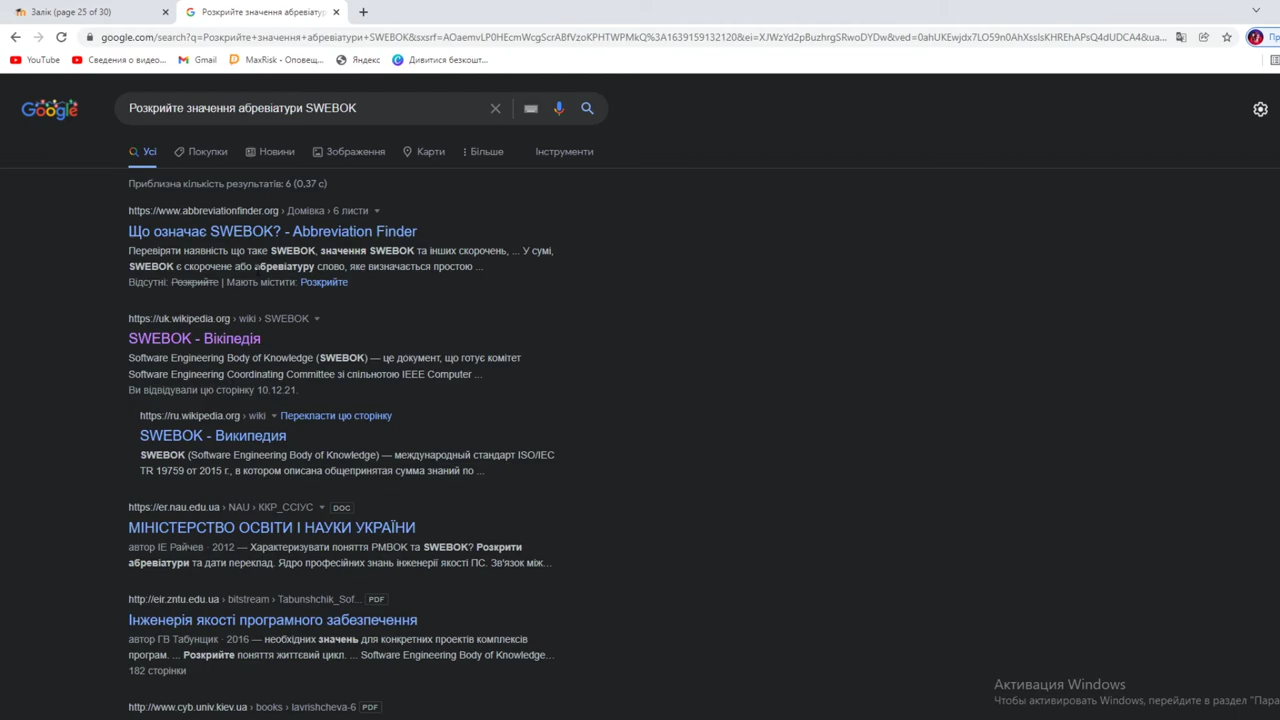 Залік (page 25 of 30)
Розкрийте значення абревіатур
google.com/search?q=Розкрийте+значення+абревіатури+SWEBOK&sxsrf=AOaemvLP0HEcmWcgScrABfVzoKPHTWPMkQ%3A1639159132120&ei=XJWzYd2pBuzhrgSRwoDYDw&ved=0ahUKEwjdx7LO59n0AhXssIsKHREhAPsQ4dUDCA4&ua...
YouTube
Сведения о видео...
Gmail
MaxRisk - Оповещ...
Яндекс
Дивитися безкошт...
Google
Розкрийте значення абревіатури SWEBOK
Усі Покупки Новини Зображення Карти Більше Інструменти
Приблизна кількість результатів: 6 (0,37 с)
https://www.abbreviationfinder.org › Домівка › 6 листи
Що означає SWEBOK? - Abbreviation Finder
Перевіряти наявність що таке SWEBOK, значення SWEBOK та інших скорочень, ... У сумі,
SWEBOK є скорочене або абревіатуру слово, яке визначається простою ...
Відсутні: Розкрийте | Мають містити: Розкрийте
https://uk.wikipedia.org › wiki › SWEBOK
SWEBOK - Вікіпедія
Software Engineering Body of Knowledge (SWEBOK) — це документ, що готує комітет
Software Engineering Coordinating Committee зі спільнотою IEEE Computer ...
Ви відвідували цю сторінку 10.12.21.
https://ru.wikipedia.org › wiki Перекласти цю сторінку
SWEBOK - Википедия
SWEBOK (Software Engineering Body of Knowledge) — международный стандарт ISO/IEC
TR 19759 от 2015 г., в котором описана общепринятая сумма знаний по ...
https://er.nau.edu.ua › NAU › ККР_ССІУС DOC
МІНІСТЕРСТВО ОСВІТИ І НАУКИ УКРАЇНИ
автор ІЕ Райчев · 2012 — Характеризувати поняття PMBOK та SWEBOK? Розкрити
абревіатури та дати переклад. Ядро професійних знань інженерії якості ПС. Зв'язок між...
http://eir.zntu.edu.ua › bitstream › Tabunshchik_Sof... PDF
Інженерія якості програмного забезпечення
автор ГВ Табунщик · 2016 — необхідних значень для конкретних проектів комплексів
програм. ... Розкрийте поняття життєвий цикл. ... Software Engineering Body of Knowledge...
182 сторінки
http://www.cyb.univ.kiev.ua › books › lavrishcheva-6 PDF
Активация Windows
Чтобы активировать Windows, перейдите в раздел "Пара